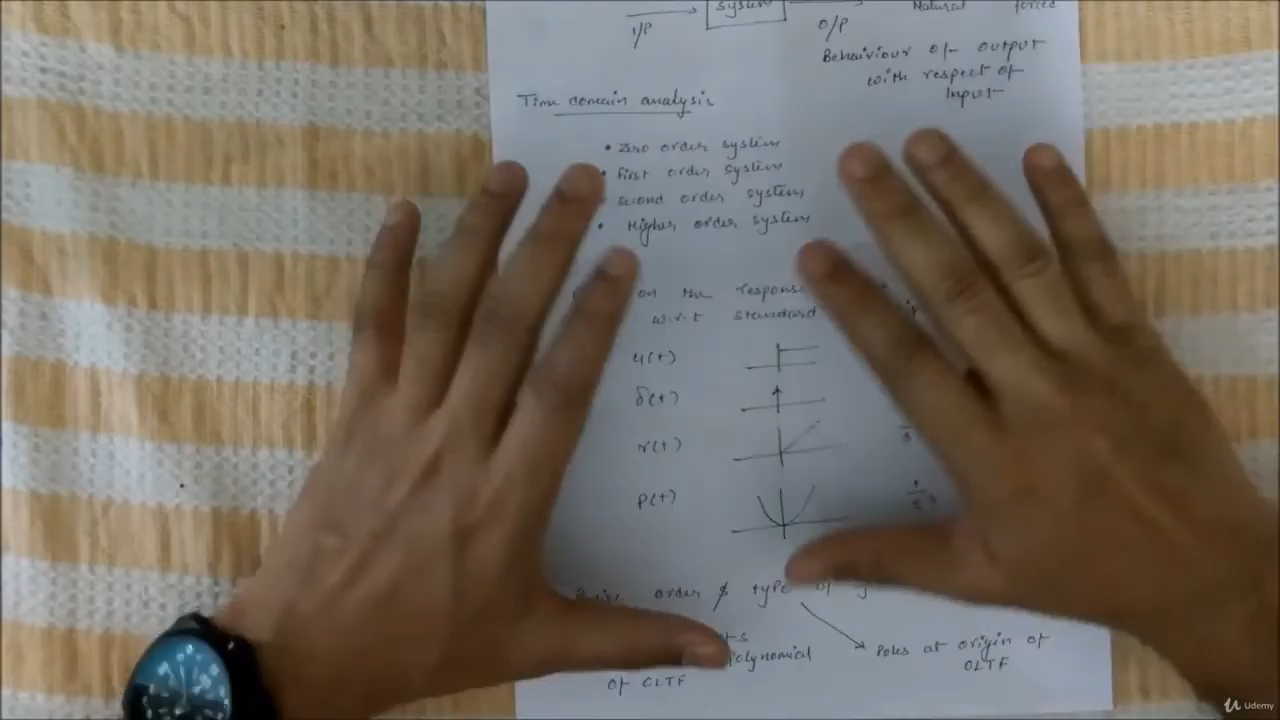 system
Natural forced
I/P
O/P
Behaiviour of output
with respect of
Input
Time domain analysis
• Zero order system
• First order system
second order system
• Higher order system
on the respons
w.r.t standard
u(t)
δ(t)
r(t)
p(t)
order & type of
Polynomial
Poles at origin of
OLTF
of CLTF
Udemy